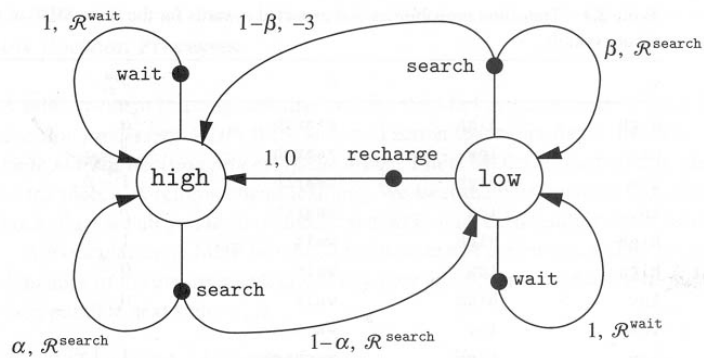 1, R^wait
1−β, −3
β, R^search
wait
search
high
1, 0
recharge
low
search
wait
α, R^search
1−α, R^search
1, R^wait